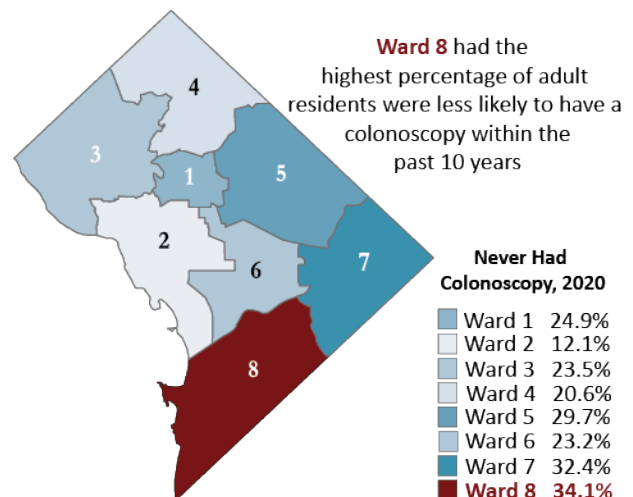 Ward 8 had the
highest percentage of adult
residents were less likely to have a
colonoscopy within the
past 10 years
4
3
1
5
2
6
7
8
Never Had
Colonoscopy, 2020
Ward 1 24.9%
Ward 2 12.1%
Ward 3 23.5%
Ward 4 20.6%
Ward 5 29.7%
Ward 6 23.2%
Ward 7 32.4%
Ward 8 34.1%